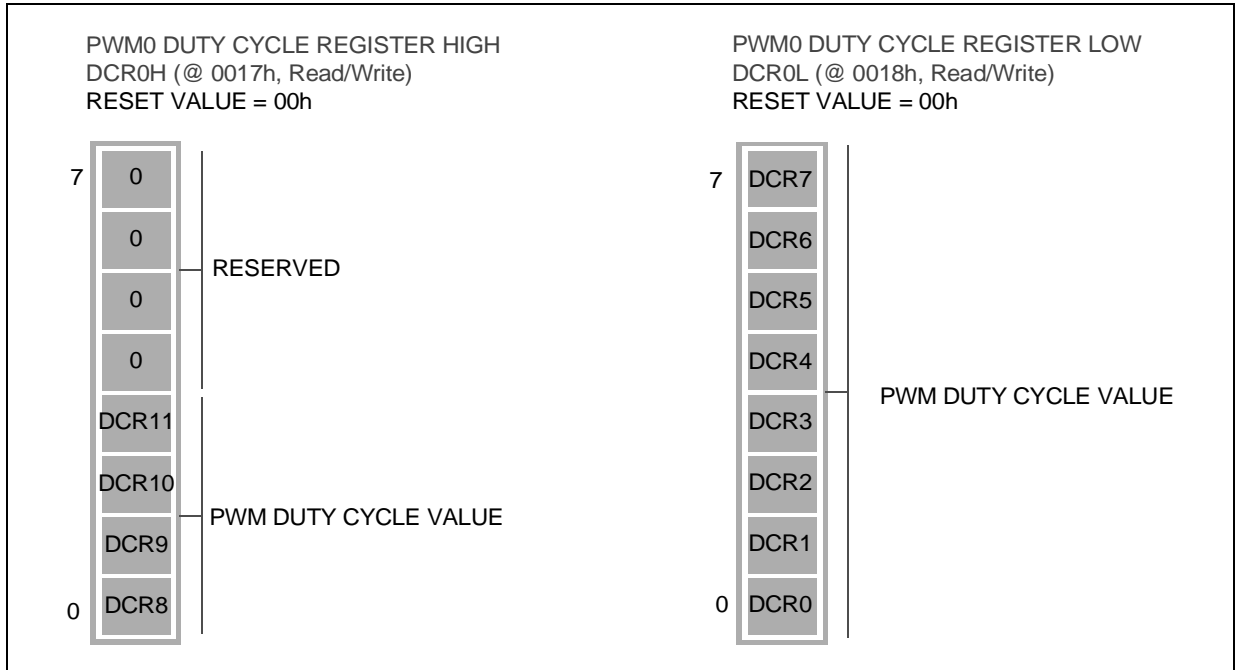 PWM0 DUTY CYCLE REGISTER HIGH
DCR0H (@ 0017h, Read/Write)
RESET VALUE = 00h
7
0
0
RESERVED
0
0
DCR11
DCR10
PWM DUTY CYCLE VALUE
DCR9
0
DCR8
PWM0 DUTY CYCLE REGISTER LOW
DCR0L (@ 0018h, Read/Write)
RESET VALUE = 00h
7
DCR7
DCR6
DCR5
DCR4
PWM DUTY CYCLE VALUE
DCR3
DCR2
DCR1
0
DCR0